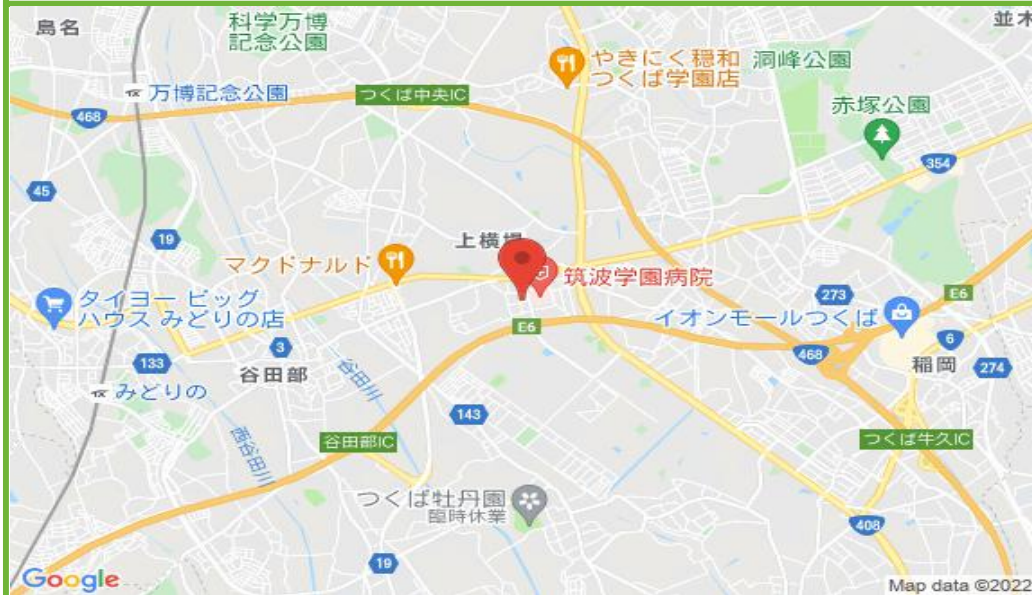 島名
科学万博
記念公園
並木
やきにく穏和
つくば学園店
洞峰公園
万博記念公園
つくば中央IC
赤塚公園
468
354
45
19
上横場
マクドナルド
筑波学園病院
タイヨー ビッグ
ハウス みどりの店
273
E6
イオンモールつくば
E6
6
3
133
谷田部
468
稲岡
274
みどりの
谷田川
143
西谷田川
谷田部IC
つくば牛久IC
つくば牡丹園
臨時休業
408
19
Google
Map data ©2022